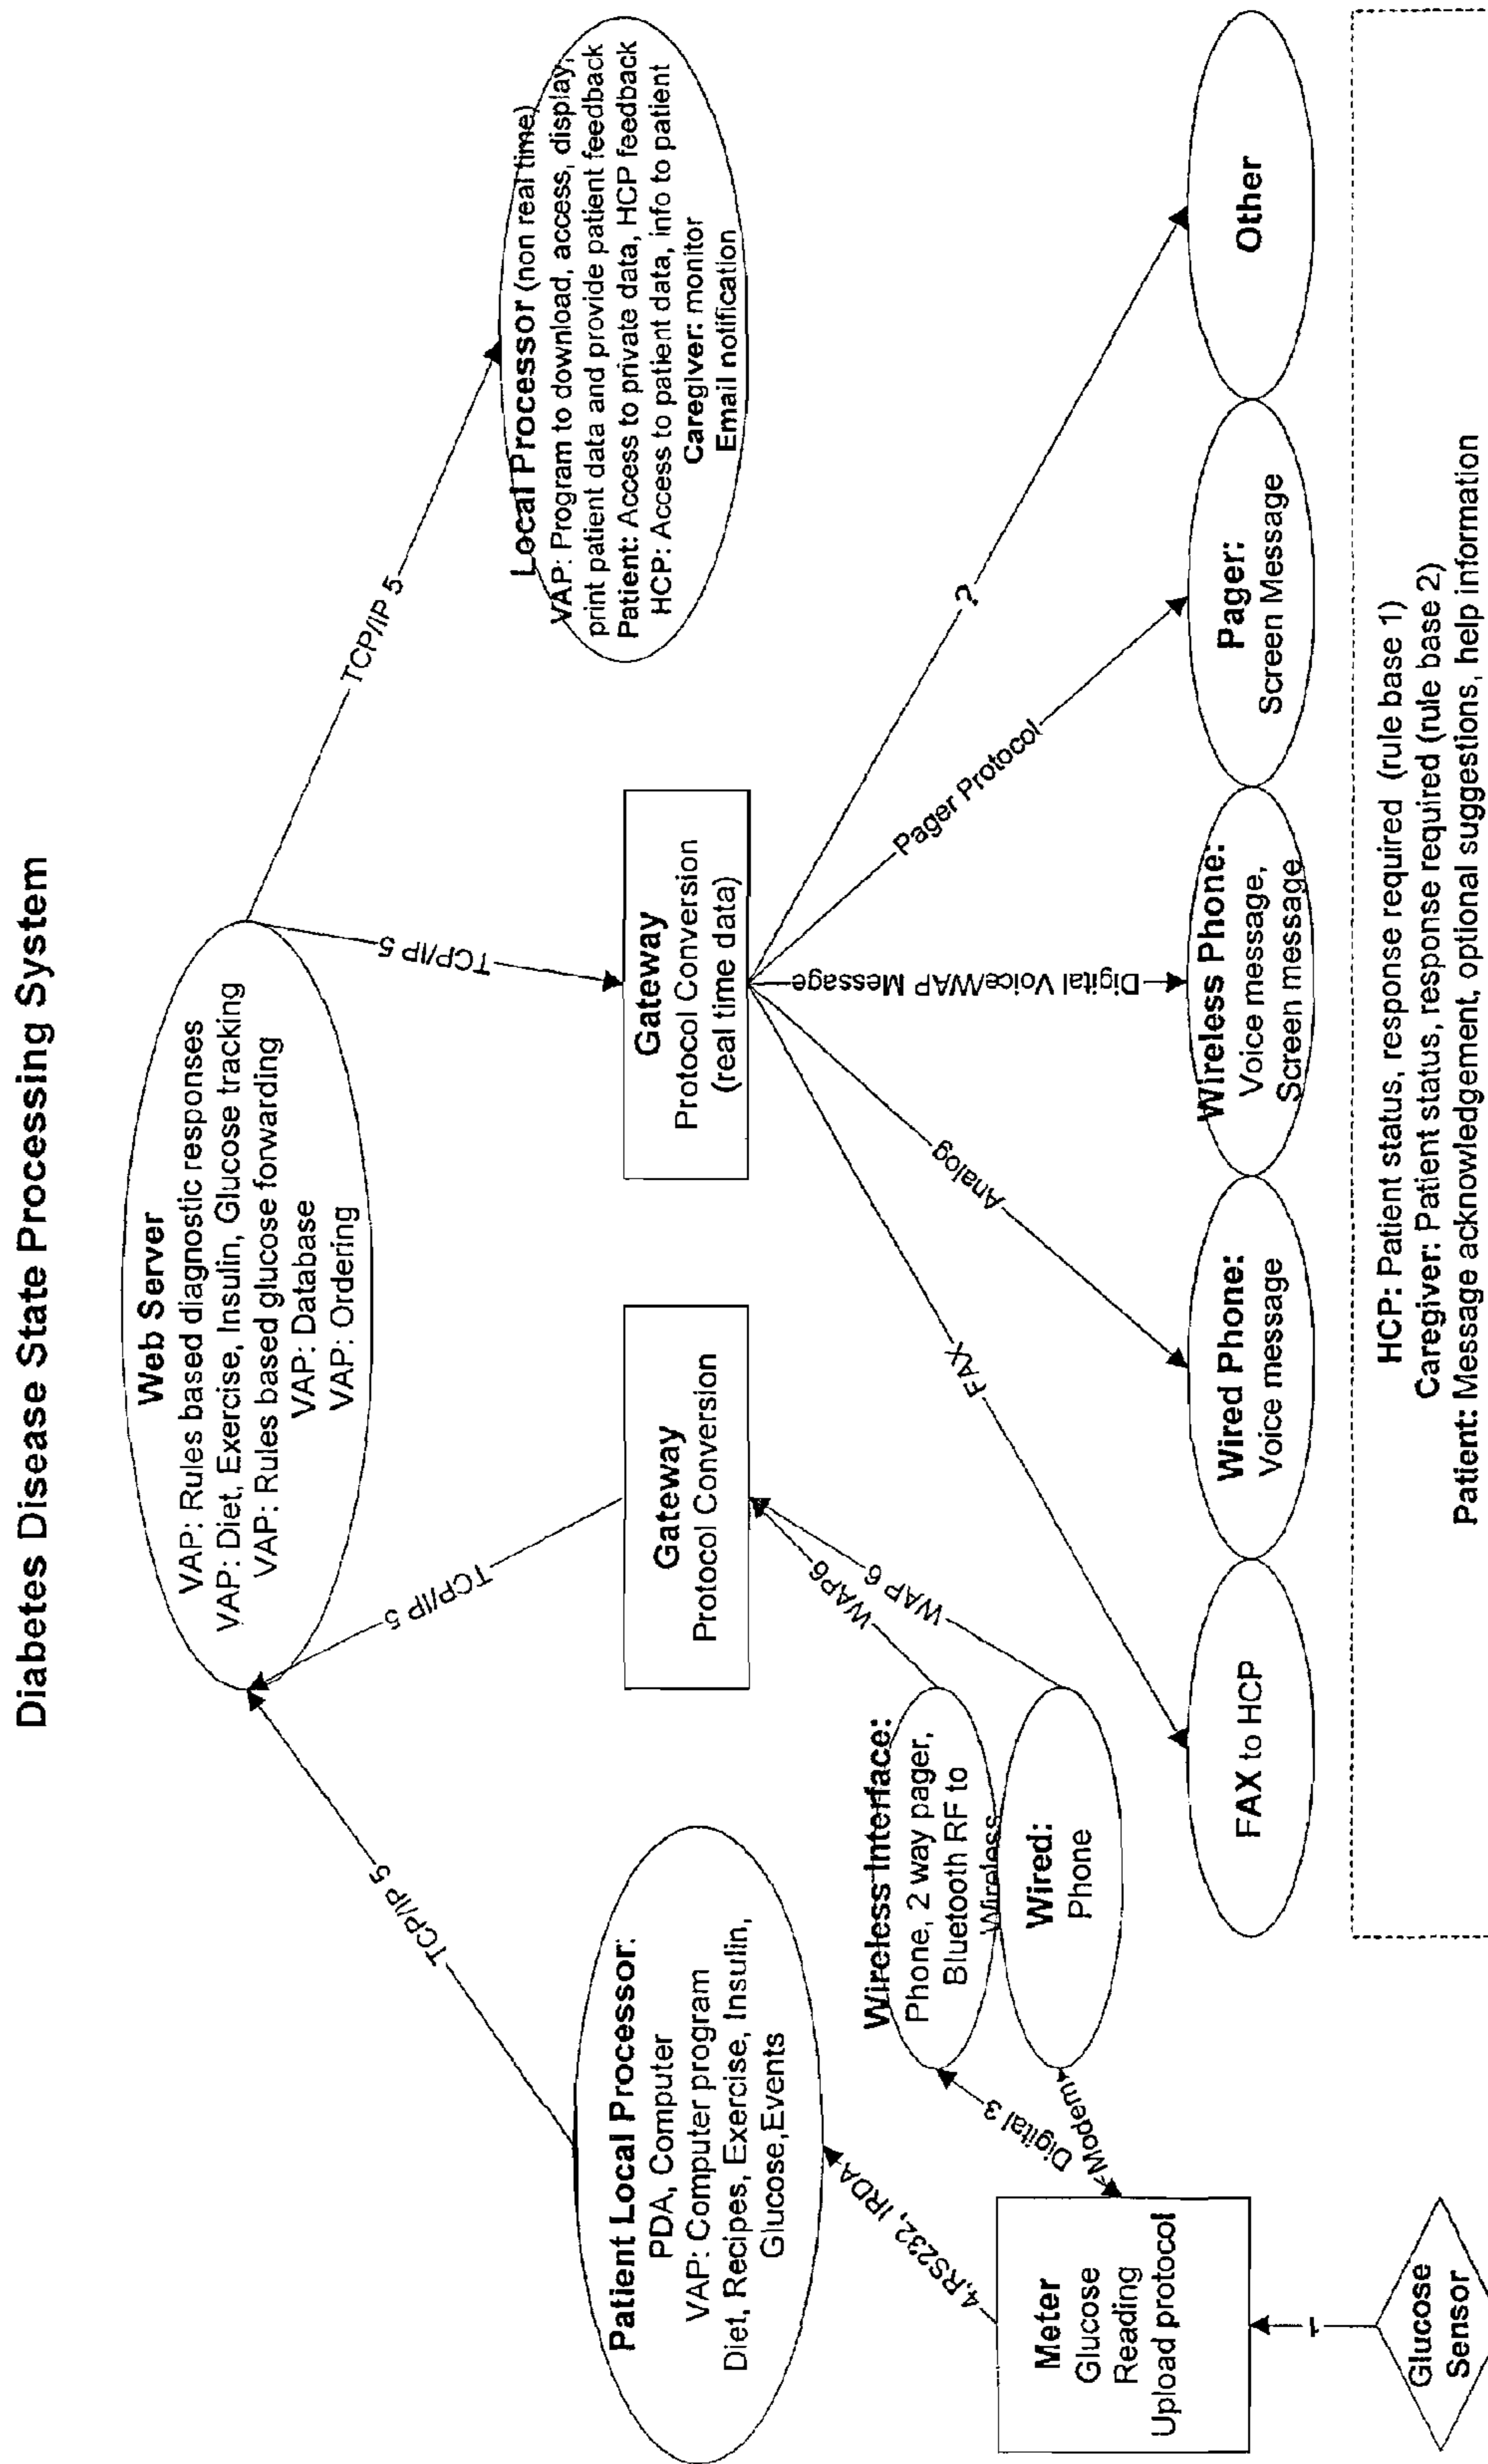 Diabetes Disease State Processing System
Web Server
VAP: Rules based diagnostic responses
VAP: Diet, Exercise, Insulin, Glucose tracking
VAP: Rules based glucose forwarding
VAP: Database
VAP: Ordering
TCP/IP 5
TCP/IP 5
TCP/IP 5
TCP/IP 5
Patient Local Processor:
PDA, Computer
VAP: Computer program
Diet, Recipes, Exercise, Insulin,
Glucose,Events
Gateway
Protocol Conversion
Gateway
Protocol Conversion
(real time data)
Local Processor (non real time)
VAP: Program to download, access, display,
print patient data and provide patient feedback
Patient: Access to private data, HCP feedback
HCP: Access to patient data, info to patient
Caregiver: monitor
Email notification
4,RS232, IRDA
Digital 3
Modem
WAP6
WAP 6
Wireless Interface:
Phone, 2 way pager,
Bluetooth RF to
Wireless
Wired:
Phone
FAX
Analog
Digital Voice/WAP Message
Pager Protocol
?
Meter
Glucose
Reading
Upload protocol
1
Glucose
Sensor
FAX to HCP
Wired Phone:
Voice message
Wireless Phone:
Voice message,
Screen message
Pager:
Screen Message
Other
HCP: Patient status, response required (rule base 1)
Caregiver: Patient status, response required (rule base 2)
Patient: Message acknowledgement, optional suggestions, help information